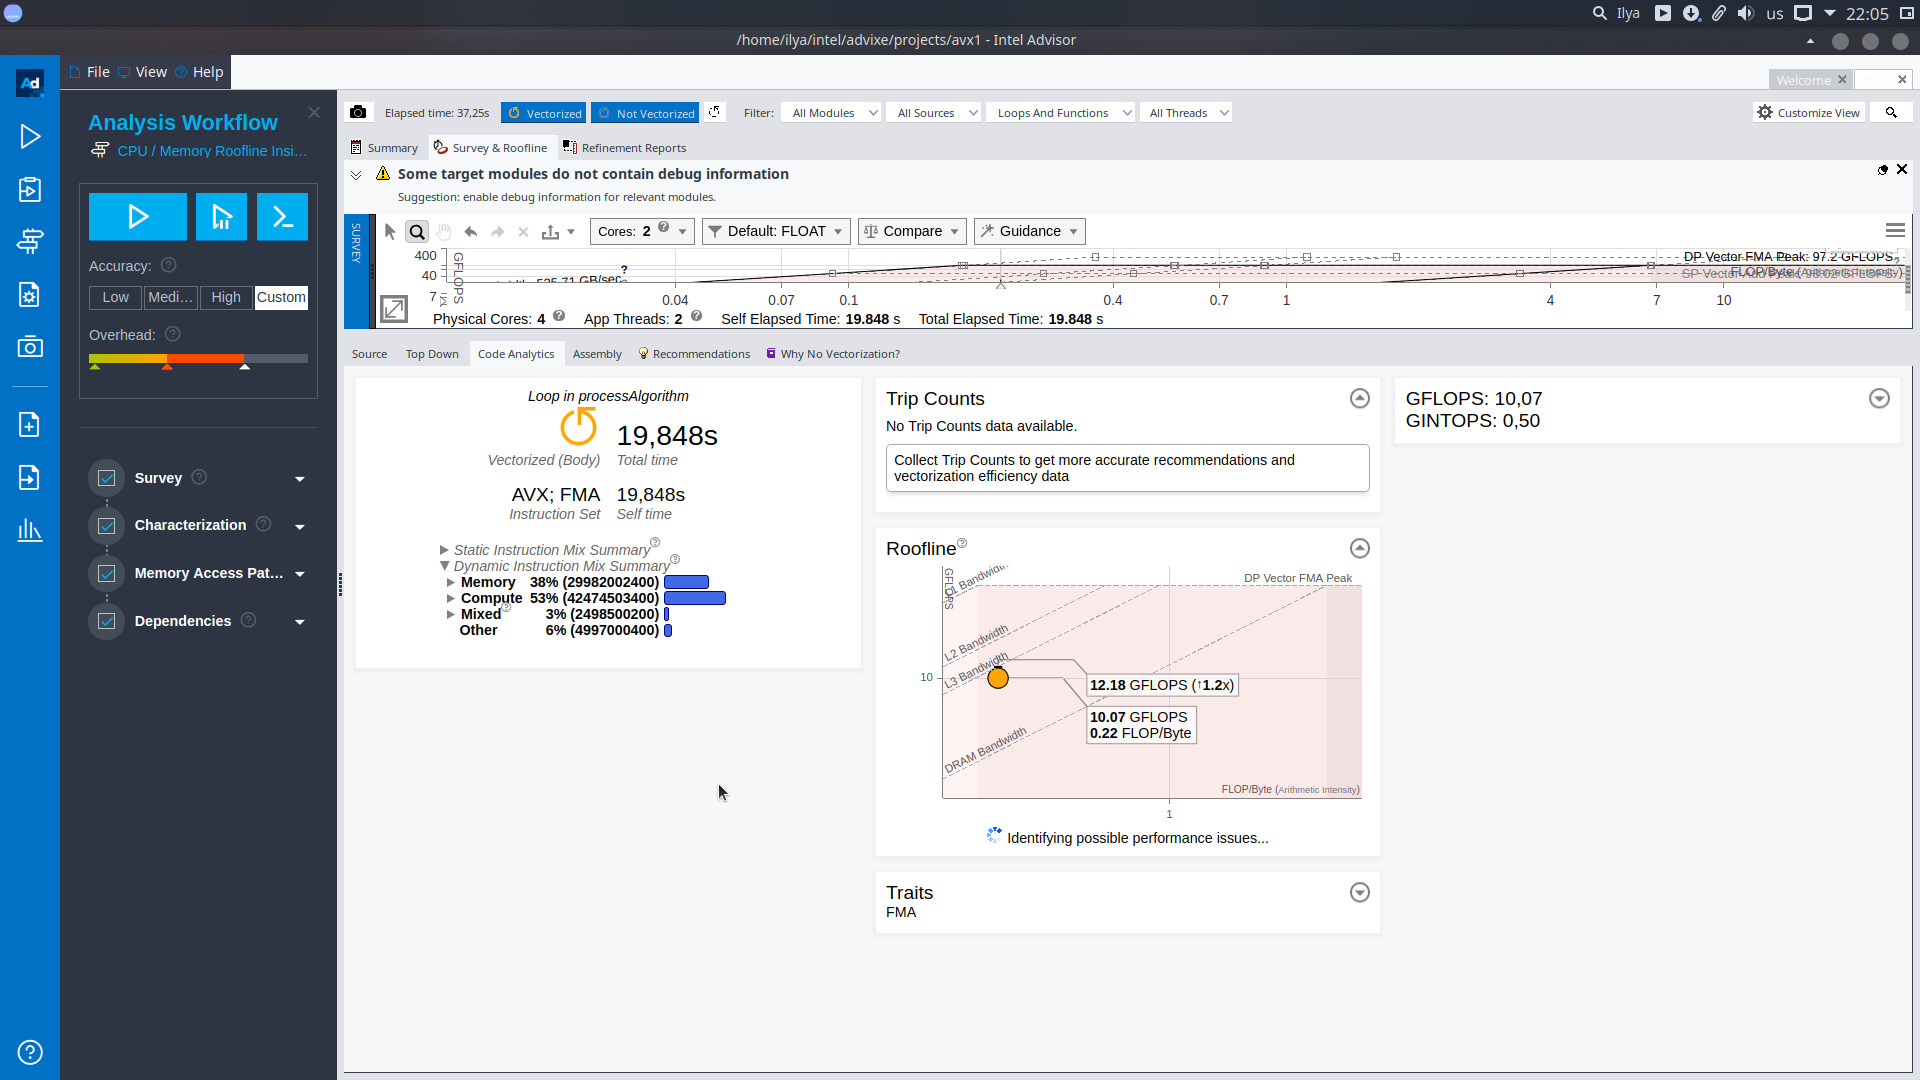 Ilya us 22:05
/home/ilya/intel/advixe/projects/avx1 - Intel Advisor
Ad File View Help
Welcome
Analysis Workflow
CPU / Memory Roofline Insi...
Accuracy:
Low Medi... High Custom
Overhead:
Survey
Characterization
Memory Access Pat...
Dependencies
Elapsed time: 37,25s Vectorized Not Vectorized Filter: All Modules All Sources Loops And Functions All Threads Customize View
Summary Survey & Roofline Refinement Reports
Some target modules do not contain debug information
Suggestion: enable debug information for relevant modules.
SURVEY
Cores: 2 Default: FLOAT Compare Guidance
400
40
7
GFLOPS
?
DP Vector FMA Peak: 97.2 GFLOPS
FLOP/Byte (Arithmetic Intensity)
0.04 0.07 0.1 0.4 0.7 1 4 7 10
Physical Cores: 4 App Threads: 2 Self Elapsed Time: 19.848 s Total Elapsed Time: 19.848 s
Source Top Down Code Analytics Assembly Recommendations Why No Vectorization?
Loop in processAlgorithm
19,848s
Vectorized (Body) Total time
AVX; FMA 19,848s
Instruction Set Self time
Static Instruction Mix Summary
Dynamic Instruction Mix Summary
Memory 38% (29982002400)
Compute 53% (42474503400)
Mixed 3% (2498500200)
Other 6% (4997000400)
Trip Counts
No Trip Counts data available.
Collect Trip Counts to get more accurate recommendations and
vectorization efficiency data
Roofline
GFLOPS
L1 Bandwidth
DP Vector FMA Peak
L2 Bandwidth
L3 Bandwidth
10
12.18 GFLOPS (↑1.2x)
10.07 GFLOPS
0.22 FLOP/Byte
DRAM Bandwidth
FLOP/Byte (Arithmetic Intensity)
1
Identifying possible performance issues...
Traits
FMA
GFLOPS: 10,07
GINTOPS: 0,50